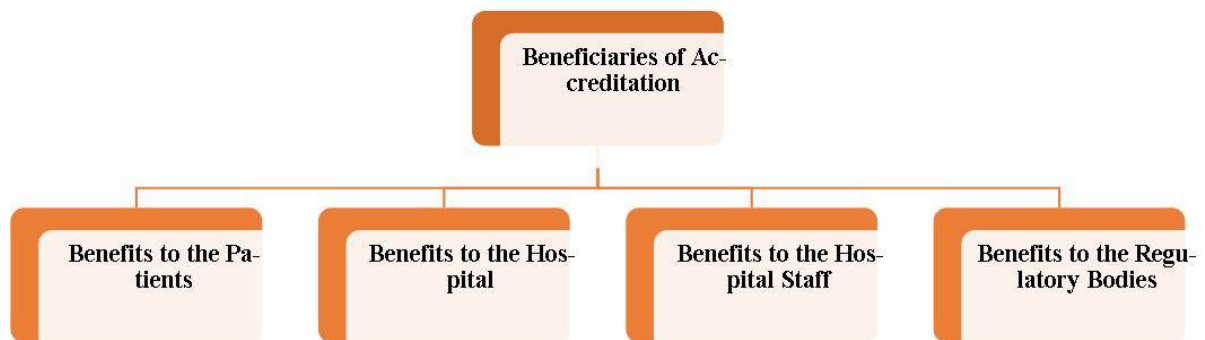 Beneficiaries of Ac-
creditation
Benefits to the Pa-
tients
Benefits to the Hos-
pital
Benefits to the Hos-
pital Staff
Benefits to the Regu-
latory Bodies